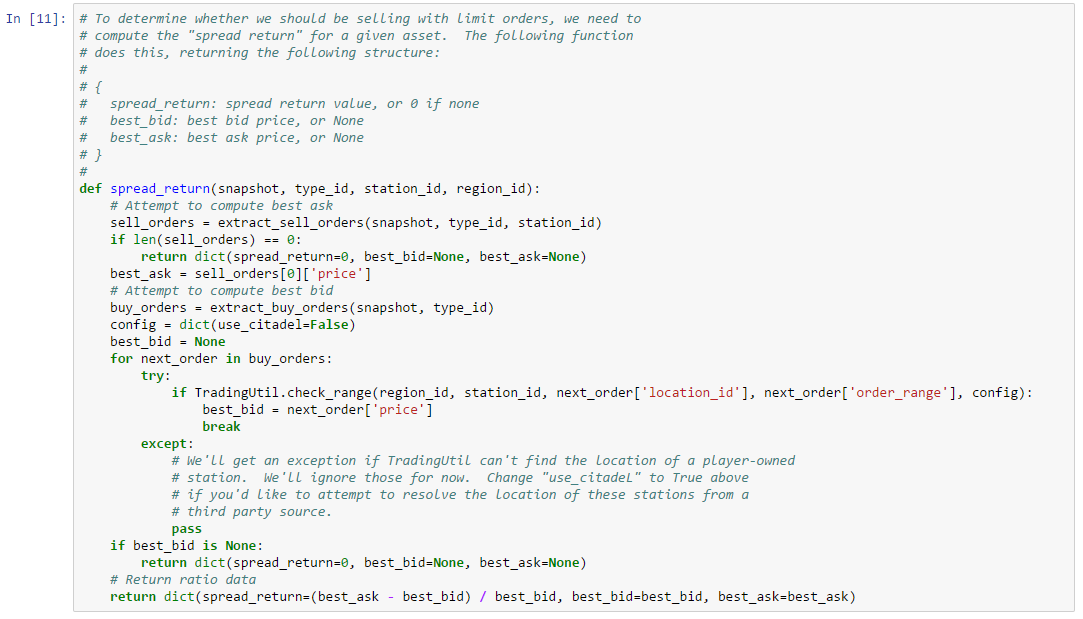 In [11]: # To determine whether we should be selling with limit orders, we need to
# compute the "spread return" for a given asset.  The following function
# does this, returning the following structure:
#
# {
#   spread_return: spread return value, or 0 if none
#   best_bid: best bid price, or None
#   best_ask: best ask price, or None
# }
#
def spread_return(snapshot, type_id, station_id, region_id):
    # Attempt to compute best ask
    sell_orders = extract_sell_orders(snapshot, type_id, station_id)
    if len(sell_orders) == 0:
        return dict(spread_return=0, best_bid=None, best_ask=None)
    best_ask = sell_orders[0]['price']
    # Attempt to compute best bid
    buy_orders = extract_buy_orders(snapshot, type_id)
    config = dict(use_citadel=False)
    best_bid = None
    for next_order in buy_orders:
        try:
            if TradingUtil.check_range(region_id, station_id, next_order['location_id'], next_order['order_range'], config):
                best_bid = next_order['price']
                break
        except:
            # We'll get an exception if TradingUtil can't find the location of a player-owned
            # station.  We'll ignore those for now.  Change "use_citadel" to True above
            # if you'd like to attempt to resolve the location of these stations from a
            # third party source.
            pass
    if best_bid is None:
        return dict(spread_return=0, best_bid=None, best_ask=None)
    # Return ratio data
    return dict(spread_return=(best_ask - best_bid) / best_bid, best_bid=best_bid, best_ask=best_ask)